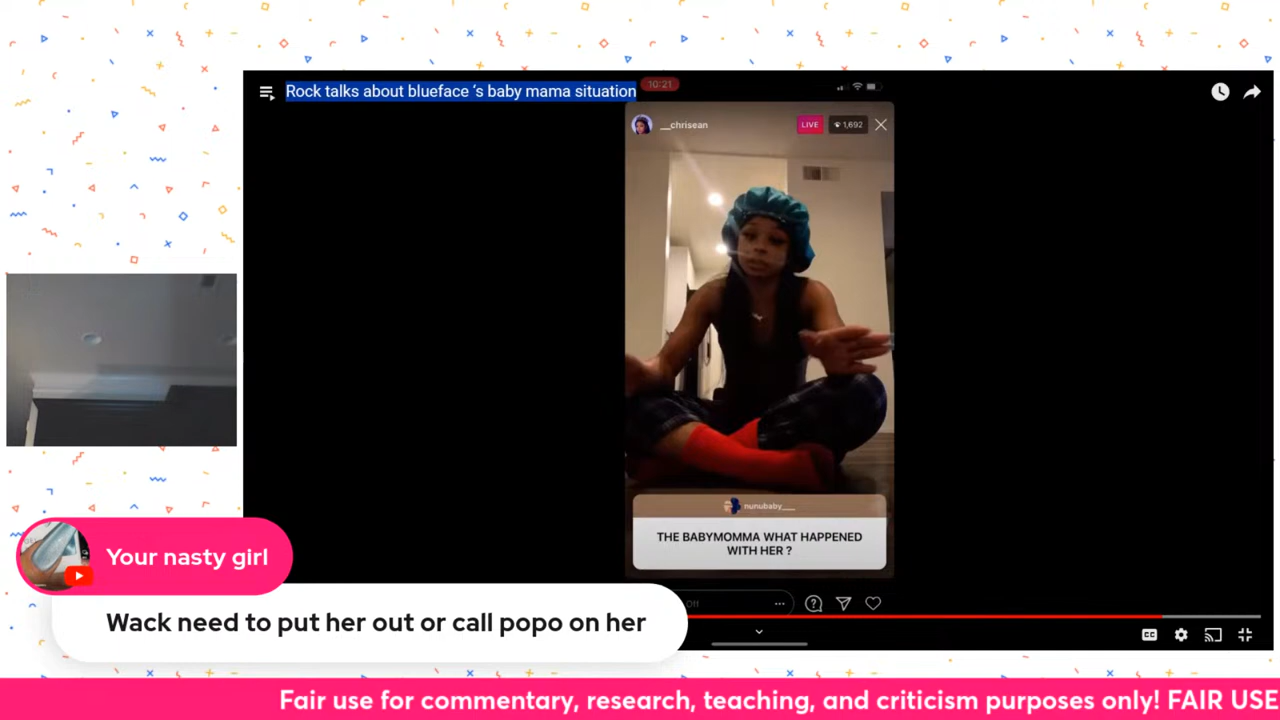 Rock talks about blueface ‘s baby mama situation
10:21
__chrisean
LIVE
1,692
nunubaby___
THE BABYMOMMA WHAT HAPPENED
WITH HER ?
Off
CC
Your nasty girl
Wack need to put her out or call popo on her
Fair use for commentary, research, teaching, and criticism purposes only! FAIR USE